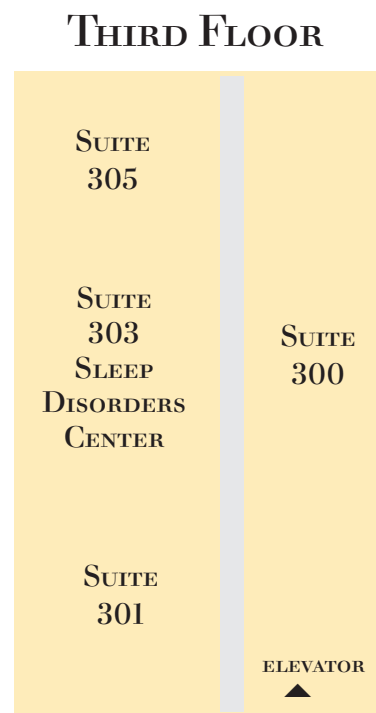 Third Floor
Suite
305
Suite
303
Sleep
Disorders
Center
Suite
300
Suite
301
elevator